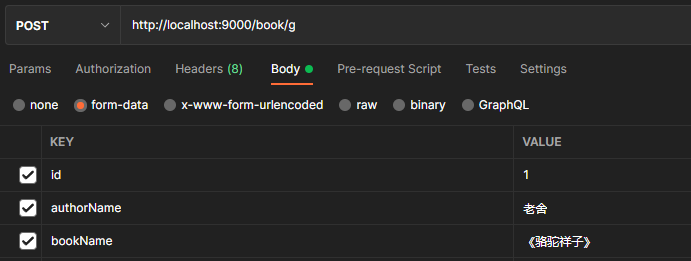 POST http://localhost:9000/book/g
Params Authorization Headers (8) Body Pre-request Script Tests Settings
none form-data x-www-form-urlencoded raw binary GraphQL
KEY VALUE
id 1
authorName 老舍
bookName 《骆驼祥子》